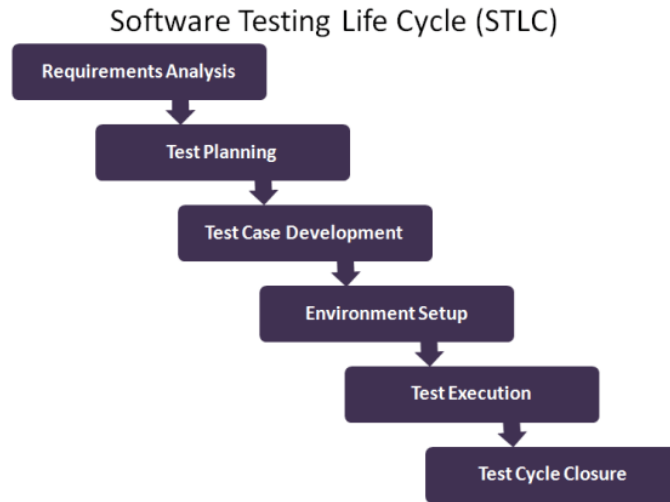 Software Testing Life Cycle (STLC)
Requirements Analysis
Test Planning
Test Case Development
Environment Setup
Test Execution
Test Cycle Closure